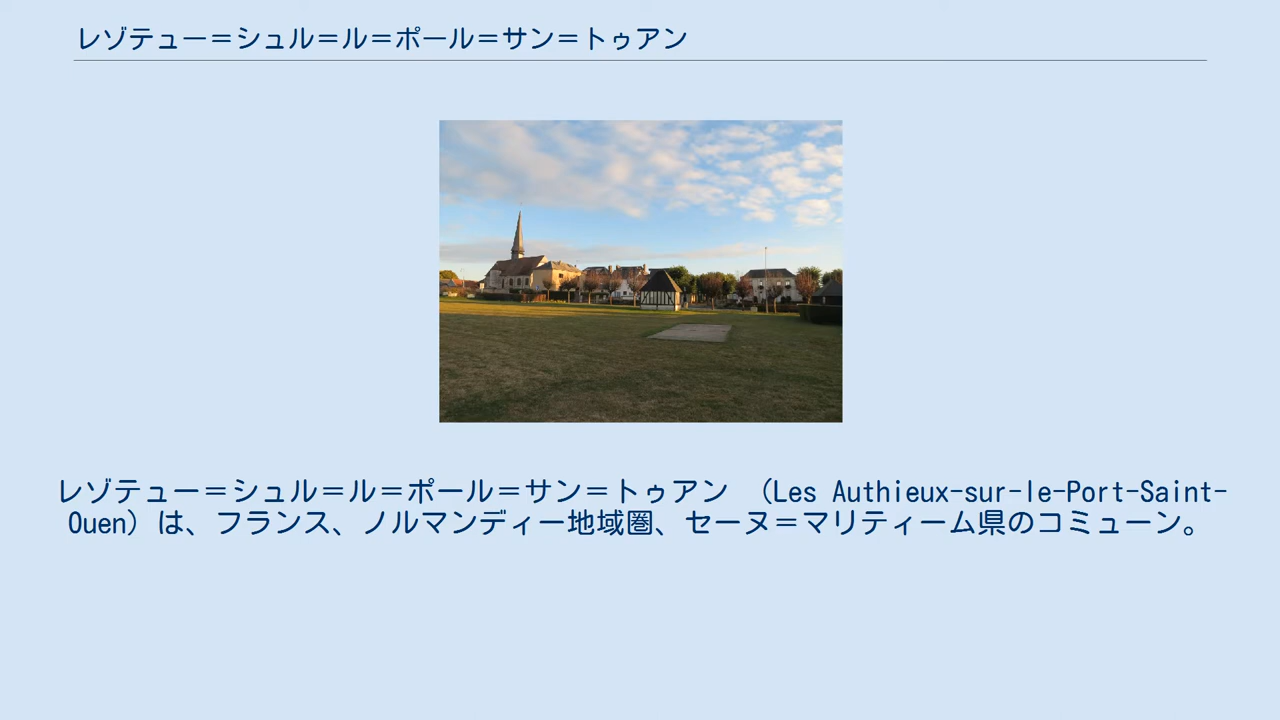 レゾテュー＝シュル＝ル＝ポール＝サン＝トゥアン
レゾテュー＝シュル＝ル＝ポール＝サン＝トゥアン （Les Authieux-sur-le-Port-Saint-
Ouen）は、フランス、ノルマンディー地域圏、セーヌ＝マリティーム県のコミューン。